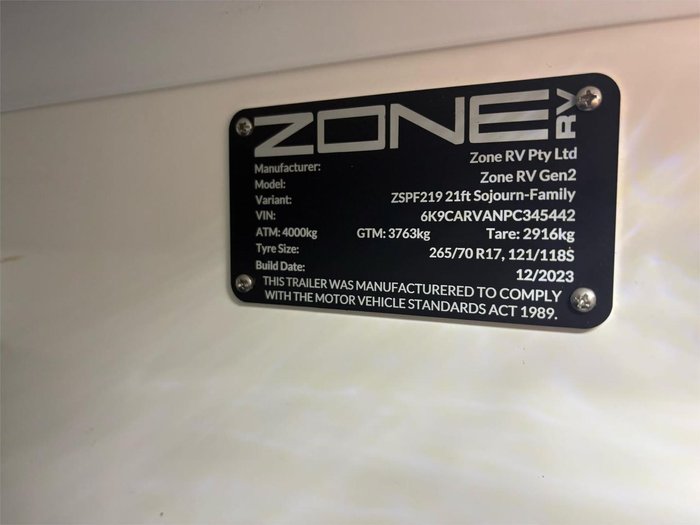 ZONE RV
Manufacturer: Zone RV Pty Ltd
Model: Zone RV Gen2
Variant: ZSPF219 21ft Sojourn-Family
VIN: 6K9CARVANPC345442
ATM: 4000kg GTM: 3763kg Tare: 2916kg
Tyre Size: 265/70 R17, 121/118S
Build Date: 12/2023
THIS TRAILER WAS MANUFACTURERED TO COMPLY
WITH THE MOTOR VEHICLE STANDARDS ACT 1989.